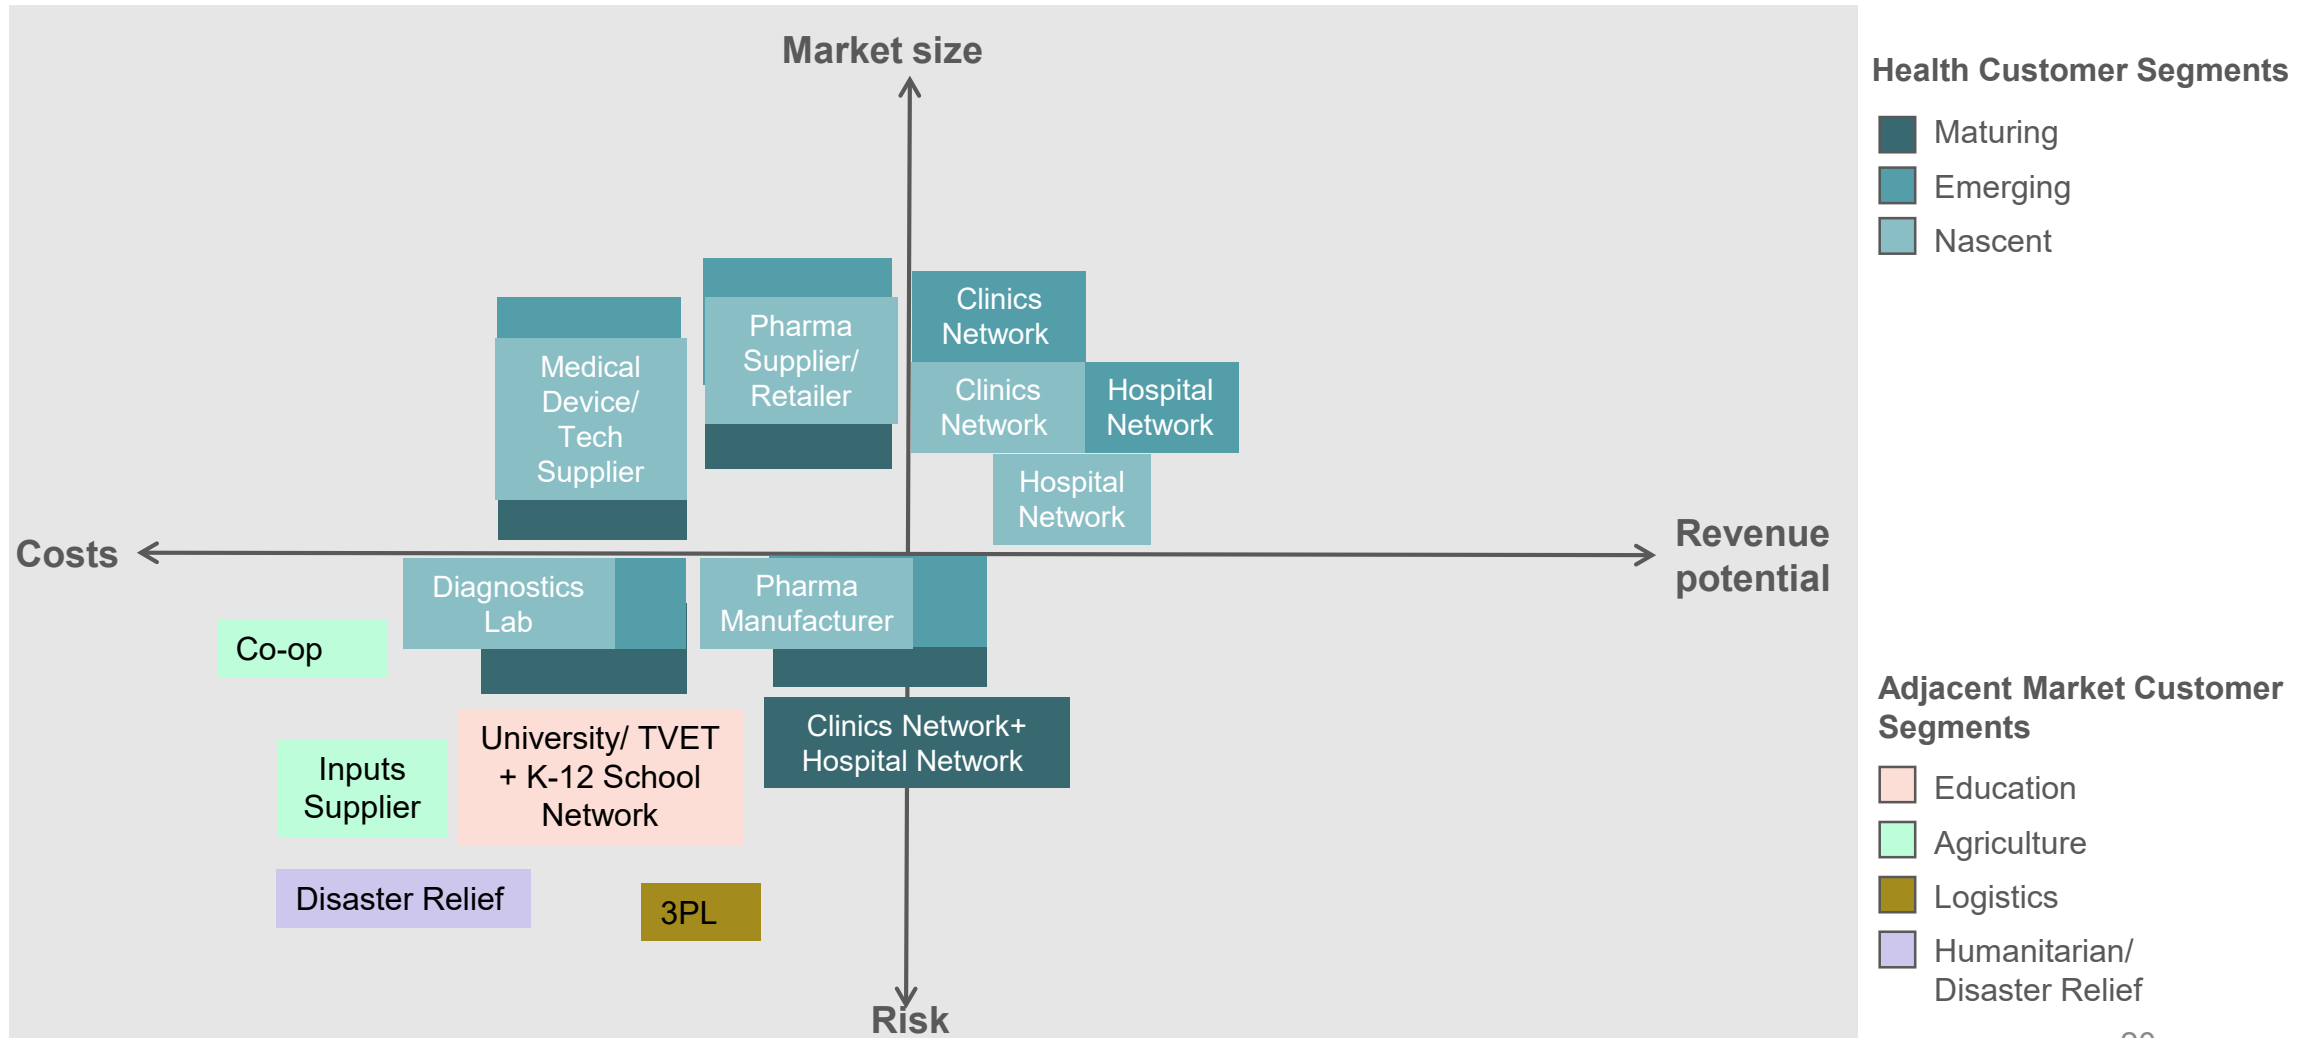 Market size
Health Customer Segments
Maturing
Emerging
Nascent
Clinics
Network
Pharma
Supplier/
Retailer
Medical
Device/
Tech
Supplier
Clinics
Network
Hospital
Network
Hospital
Network
Costs
Revenue
potential
Diagnostics
Lab
Pharma
Manufacturer
Co-op
Clinics Network+
Hospital Network
University/ TVET
+ K-12 School
Network
Inputs
Supplier
Disaster Relief
3PL
Risk
Adjacent Market Customer
Segments
Education
Agriculture
Logistics
Humanitarian/
Disaster Relief